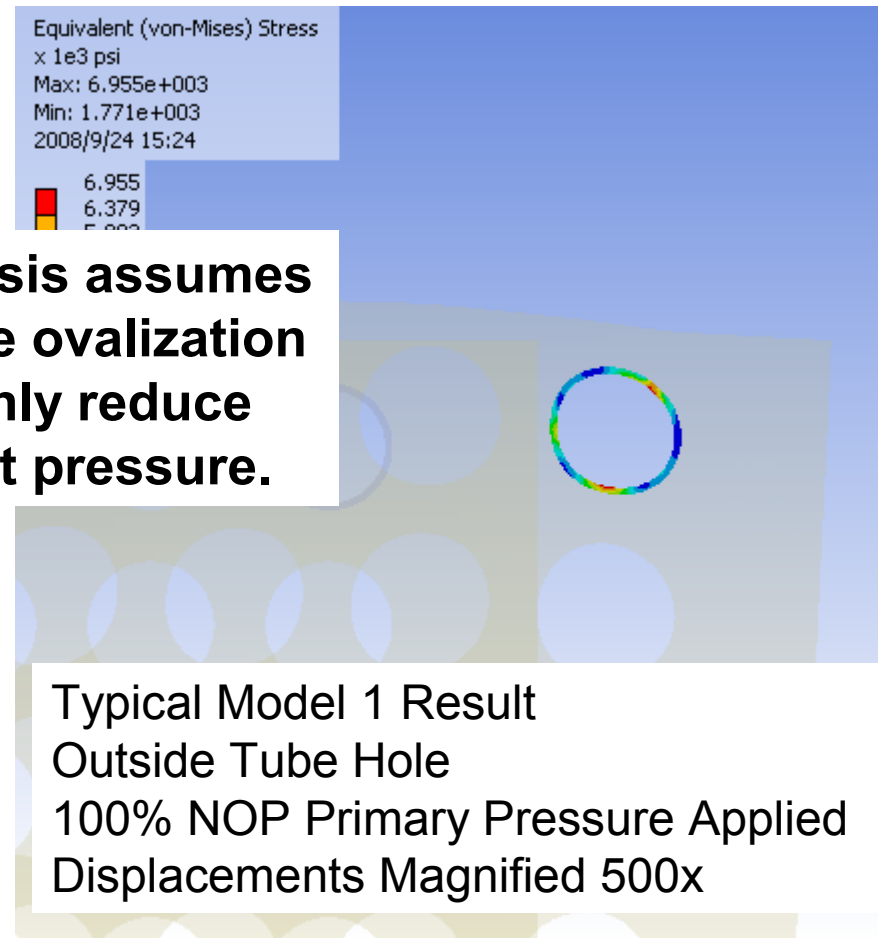 Equivalent (von-Mises) Stress
x 1e3 psi
Max: 6.955e+003
Min: 1.771e+003
2008/9/24 15:24
6.955
6.379
sis assumes
e ovalization
nly reduce
t pressure.
Typical Model 1 Result
Outside Tube Hole
100% NOP Primary Pressure Applied
Displacements Magnified 500x